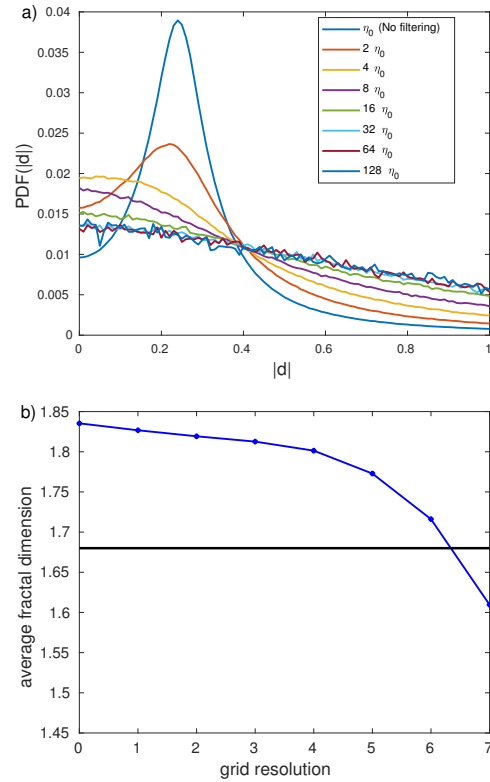 a)
0.04
0.035
0.03
0.025
0.02
0.015
0.01
0.005
0
PDF(|d|)
η₀ (No filtering)
2 η₀
4 η₀
8 η₀
16 η₀
32 η₀
64 η₀
128 η₀
0 0.2 0.4 0.6 0.8 1
|d|
b)
1.85
1.8
1.75
1.7
1.65
1.6
1.55
1.5
1.45
average fractal dimension
0 1 2 3 4 5 6 7
grid resolution